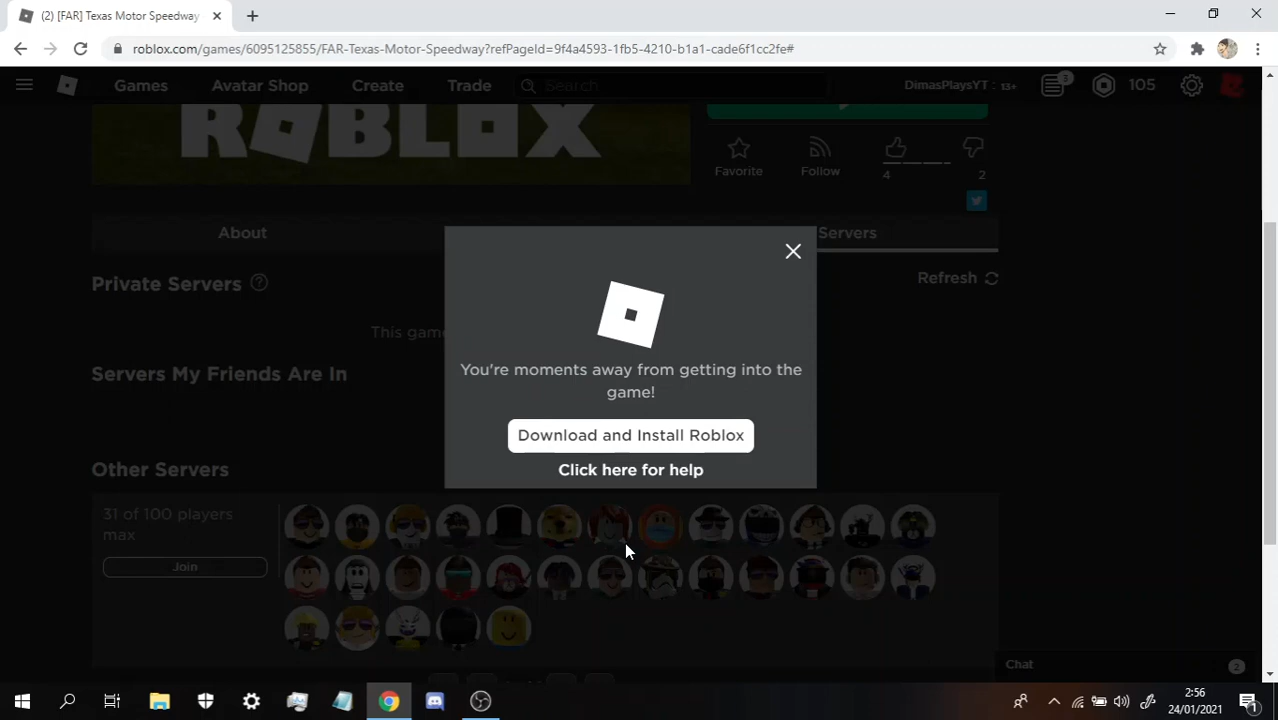 (2) [FAR] Texas Motor Speedway
roblox.com/games/6095125855/FAR-Texas-Motor-Speedway?refPageId=9f4a4593-1fb5-4210-b1a1-cade6f1cc2fe#
Games
Avatar Shop
Create
Trade
Search
DimasPlaysYT : 13+
3
105
ROBLOX
Favorite
Follow
4
2
About
Servers
Private Servers
Refresh
This game
Servers My Friends Are In
You're moments away from getting into the
game!
Download and Install Roblox
Click here for help
Other Servers
31 of 100 players
max
Join
Chat
2
2:56
24/01/2021
1